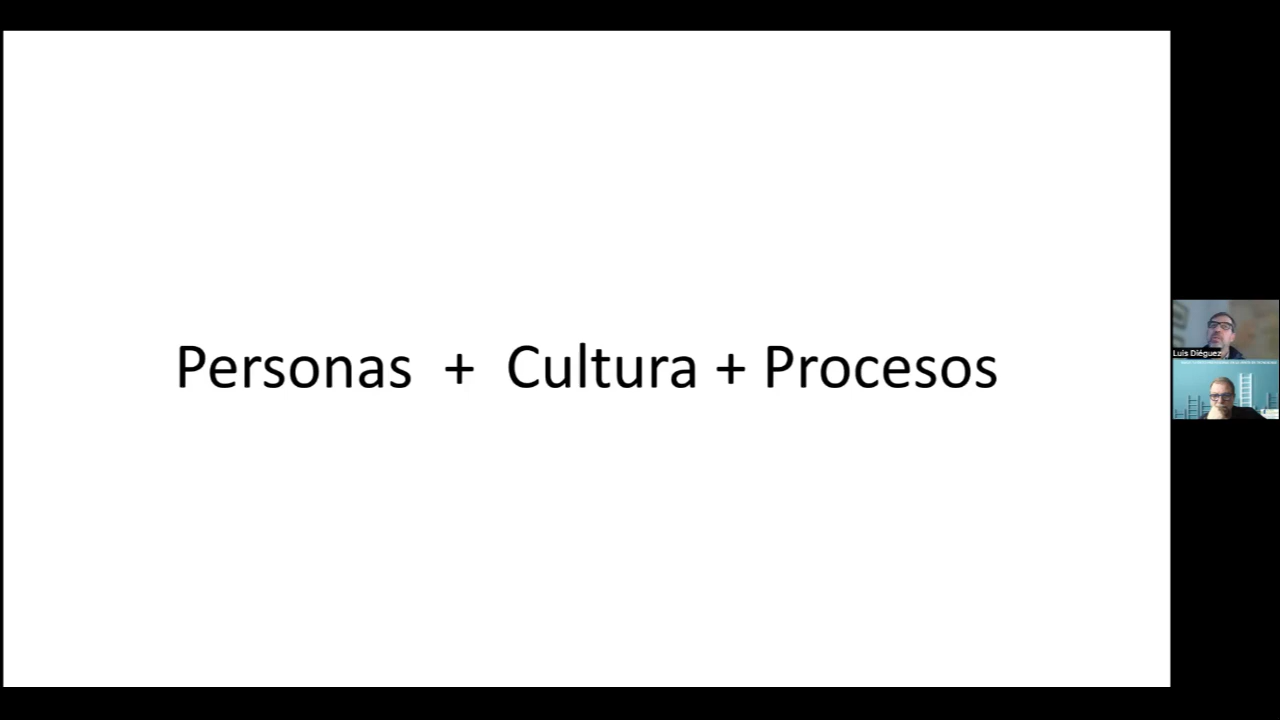 Personas + Cultura + Procesos
Luis Diéguez